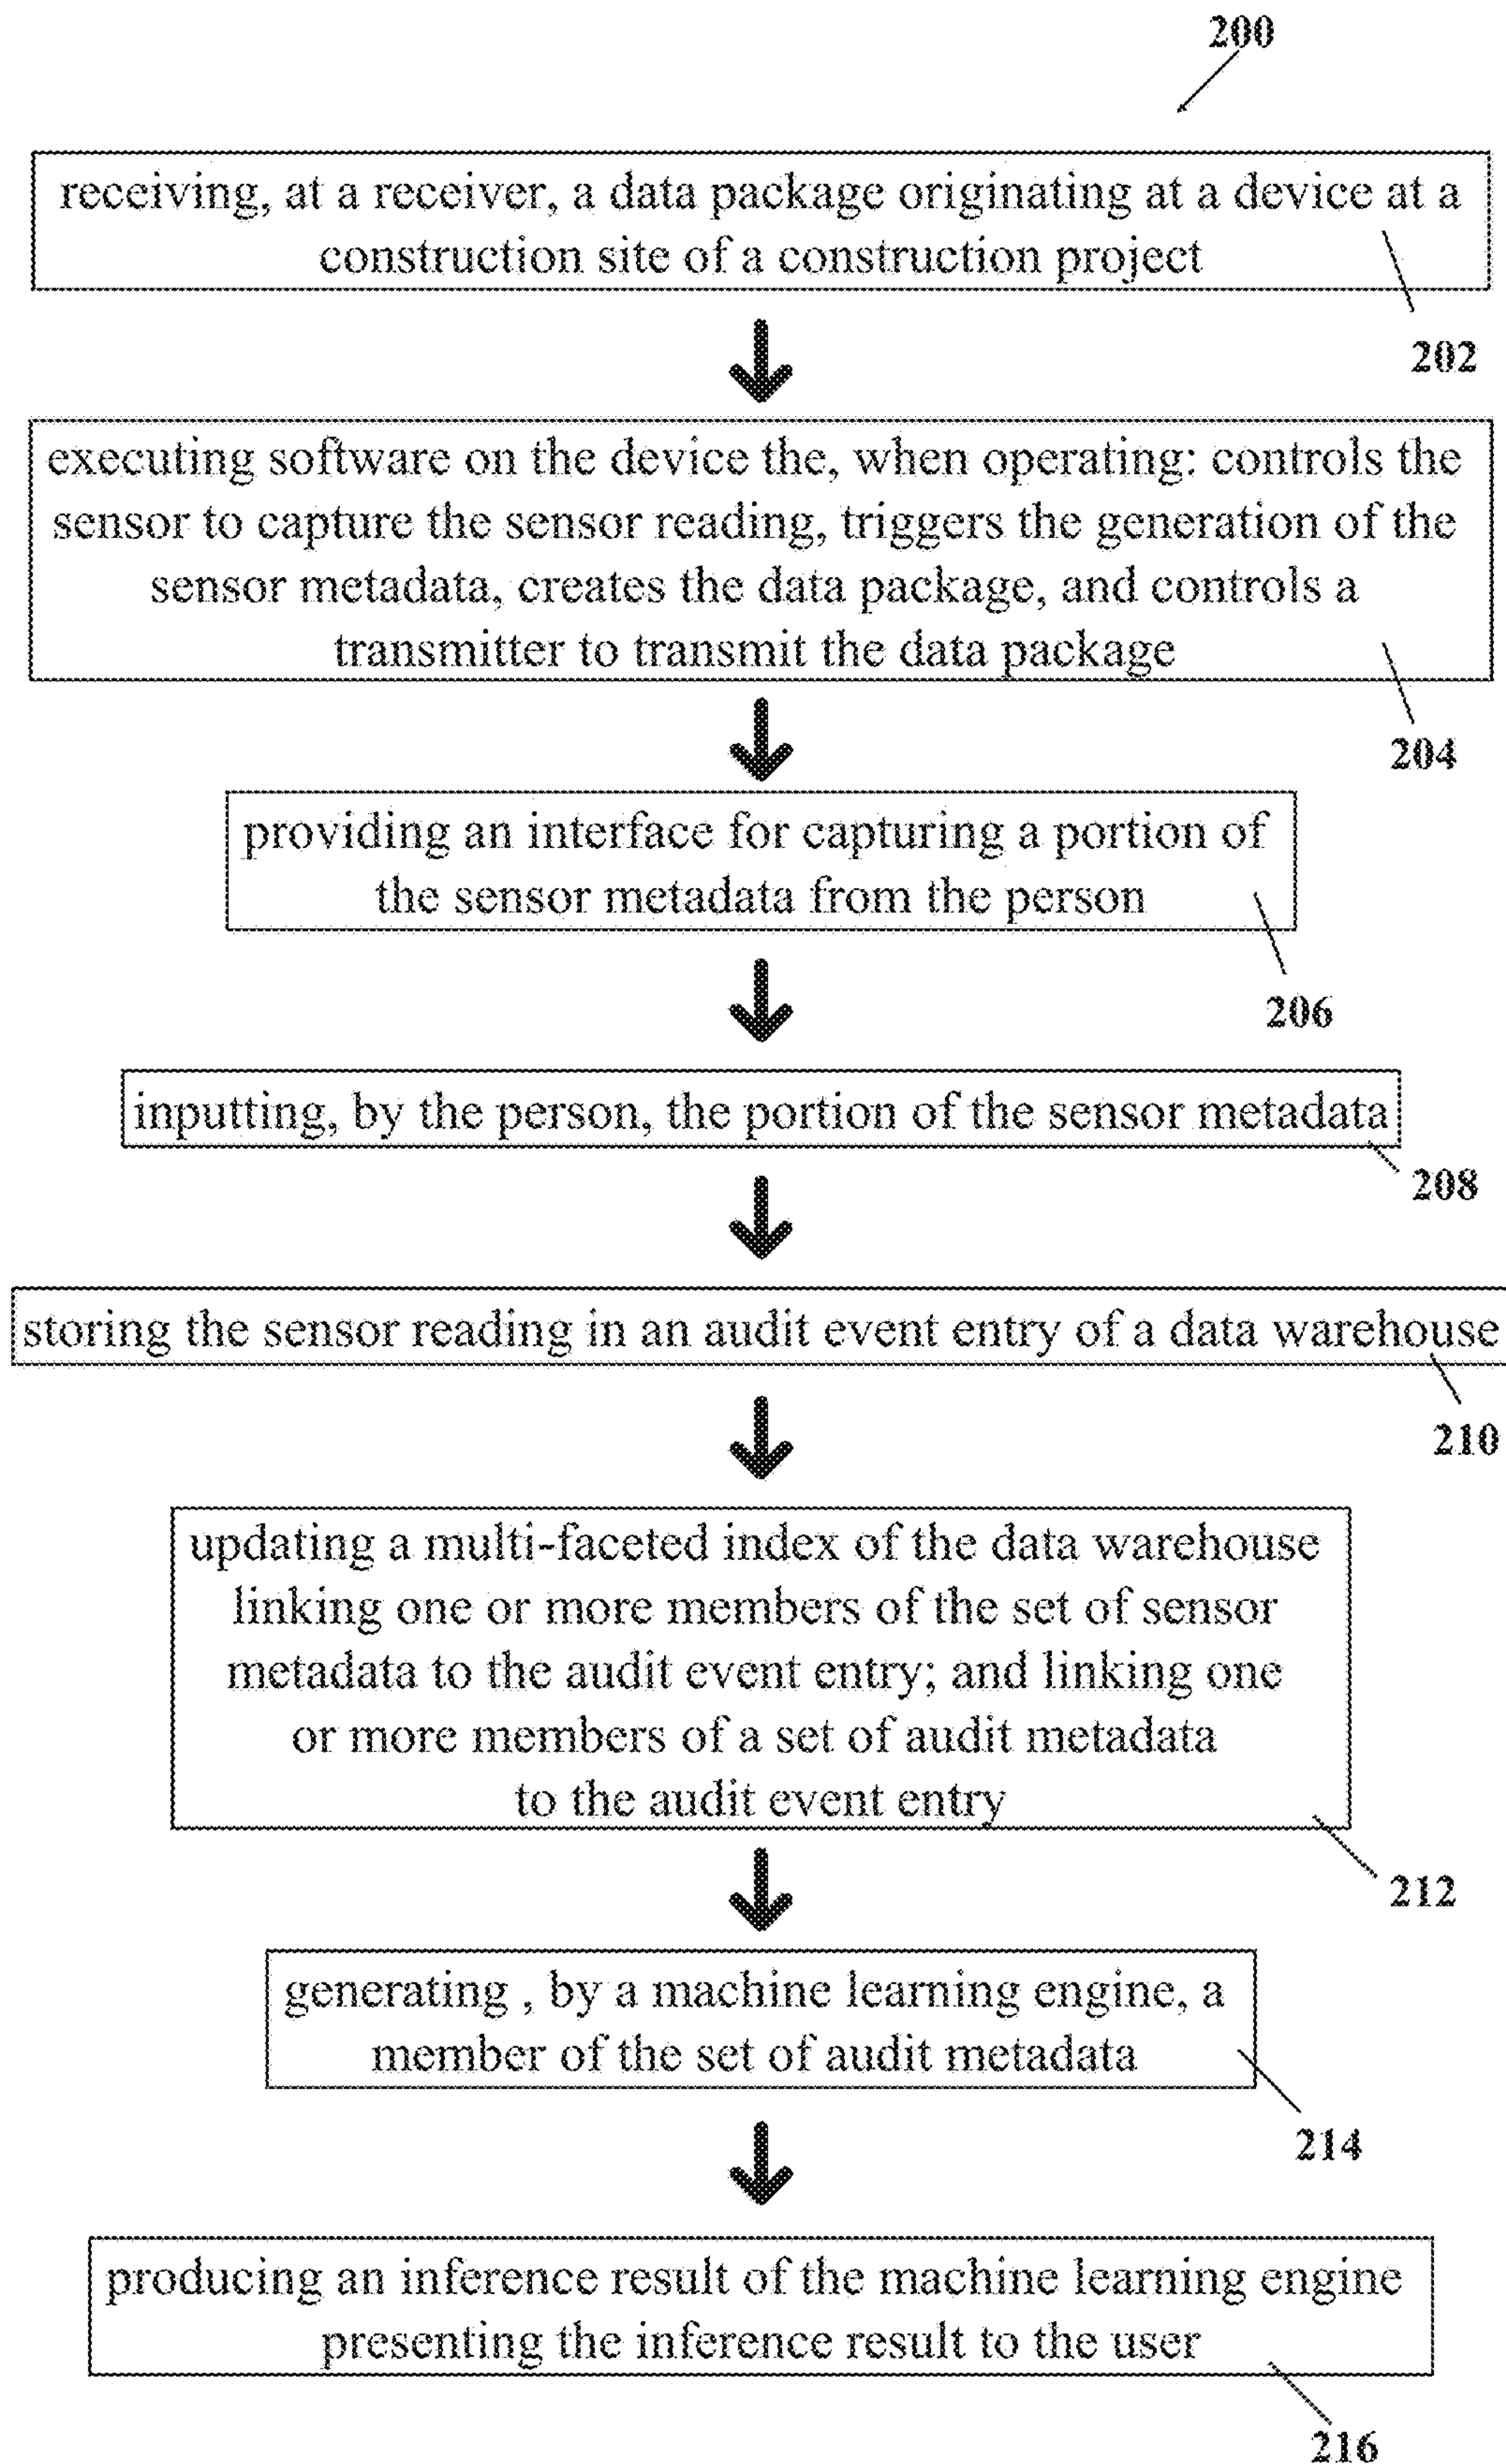 200
receiving, at a receiver, a data package originating at a device at a
construction site of a construction project
202
executing software on the device the, when operating: controls the
sensor to capture the sensor reading, triggers the generation of the
sensor metadata, creates the data package, and controls a
transmitter to transmit the data package
204
providing an interface for capturing a portion of
the sensor metadata from the person
206
inputting, by the person, the portion of the sensor metadata
208
storing the sensor reading in an audit event entry of a data warehouse
210
updating a multi-faceted index of the data warehouse
linking one or more members of the set of sensor
metadata to the audit event entry; and linking one
or more members of a set of audit metadata
to the audit event entry
212
generating , by a machine learning engine, a
member of the set of audit metadata
214
producing an inference result of the machine learning engine
presenting the inference result to the user
216